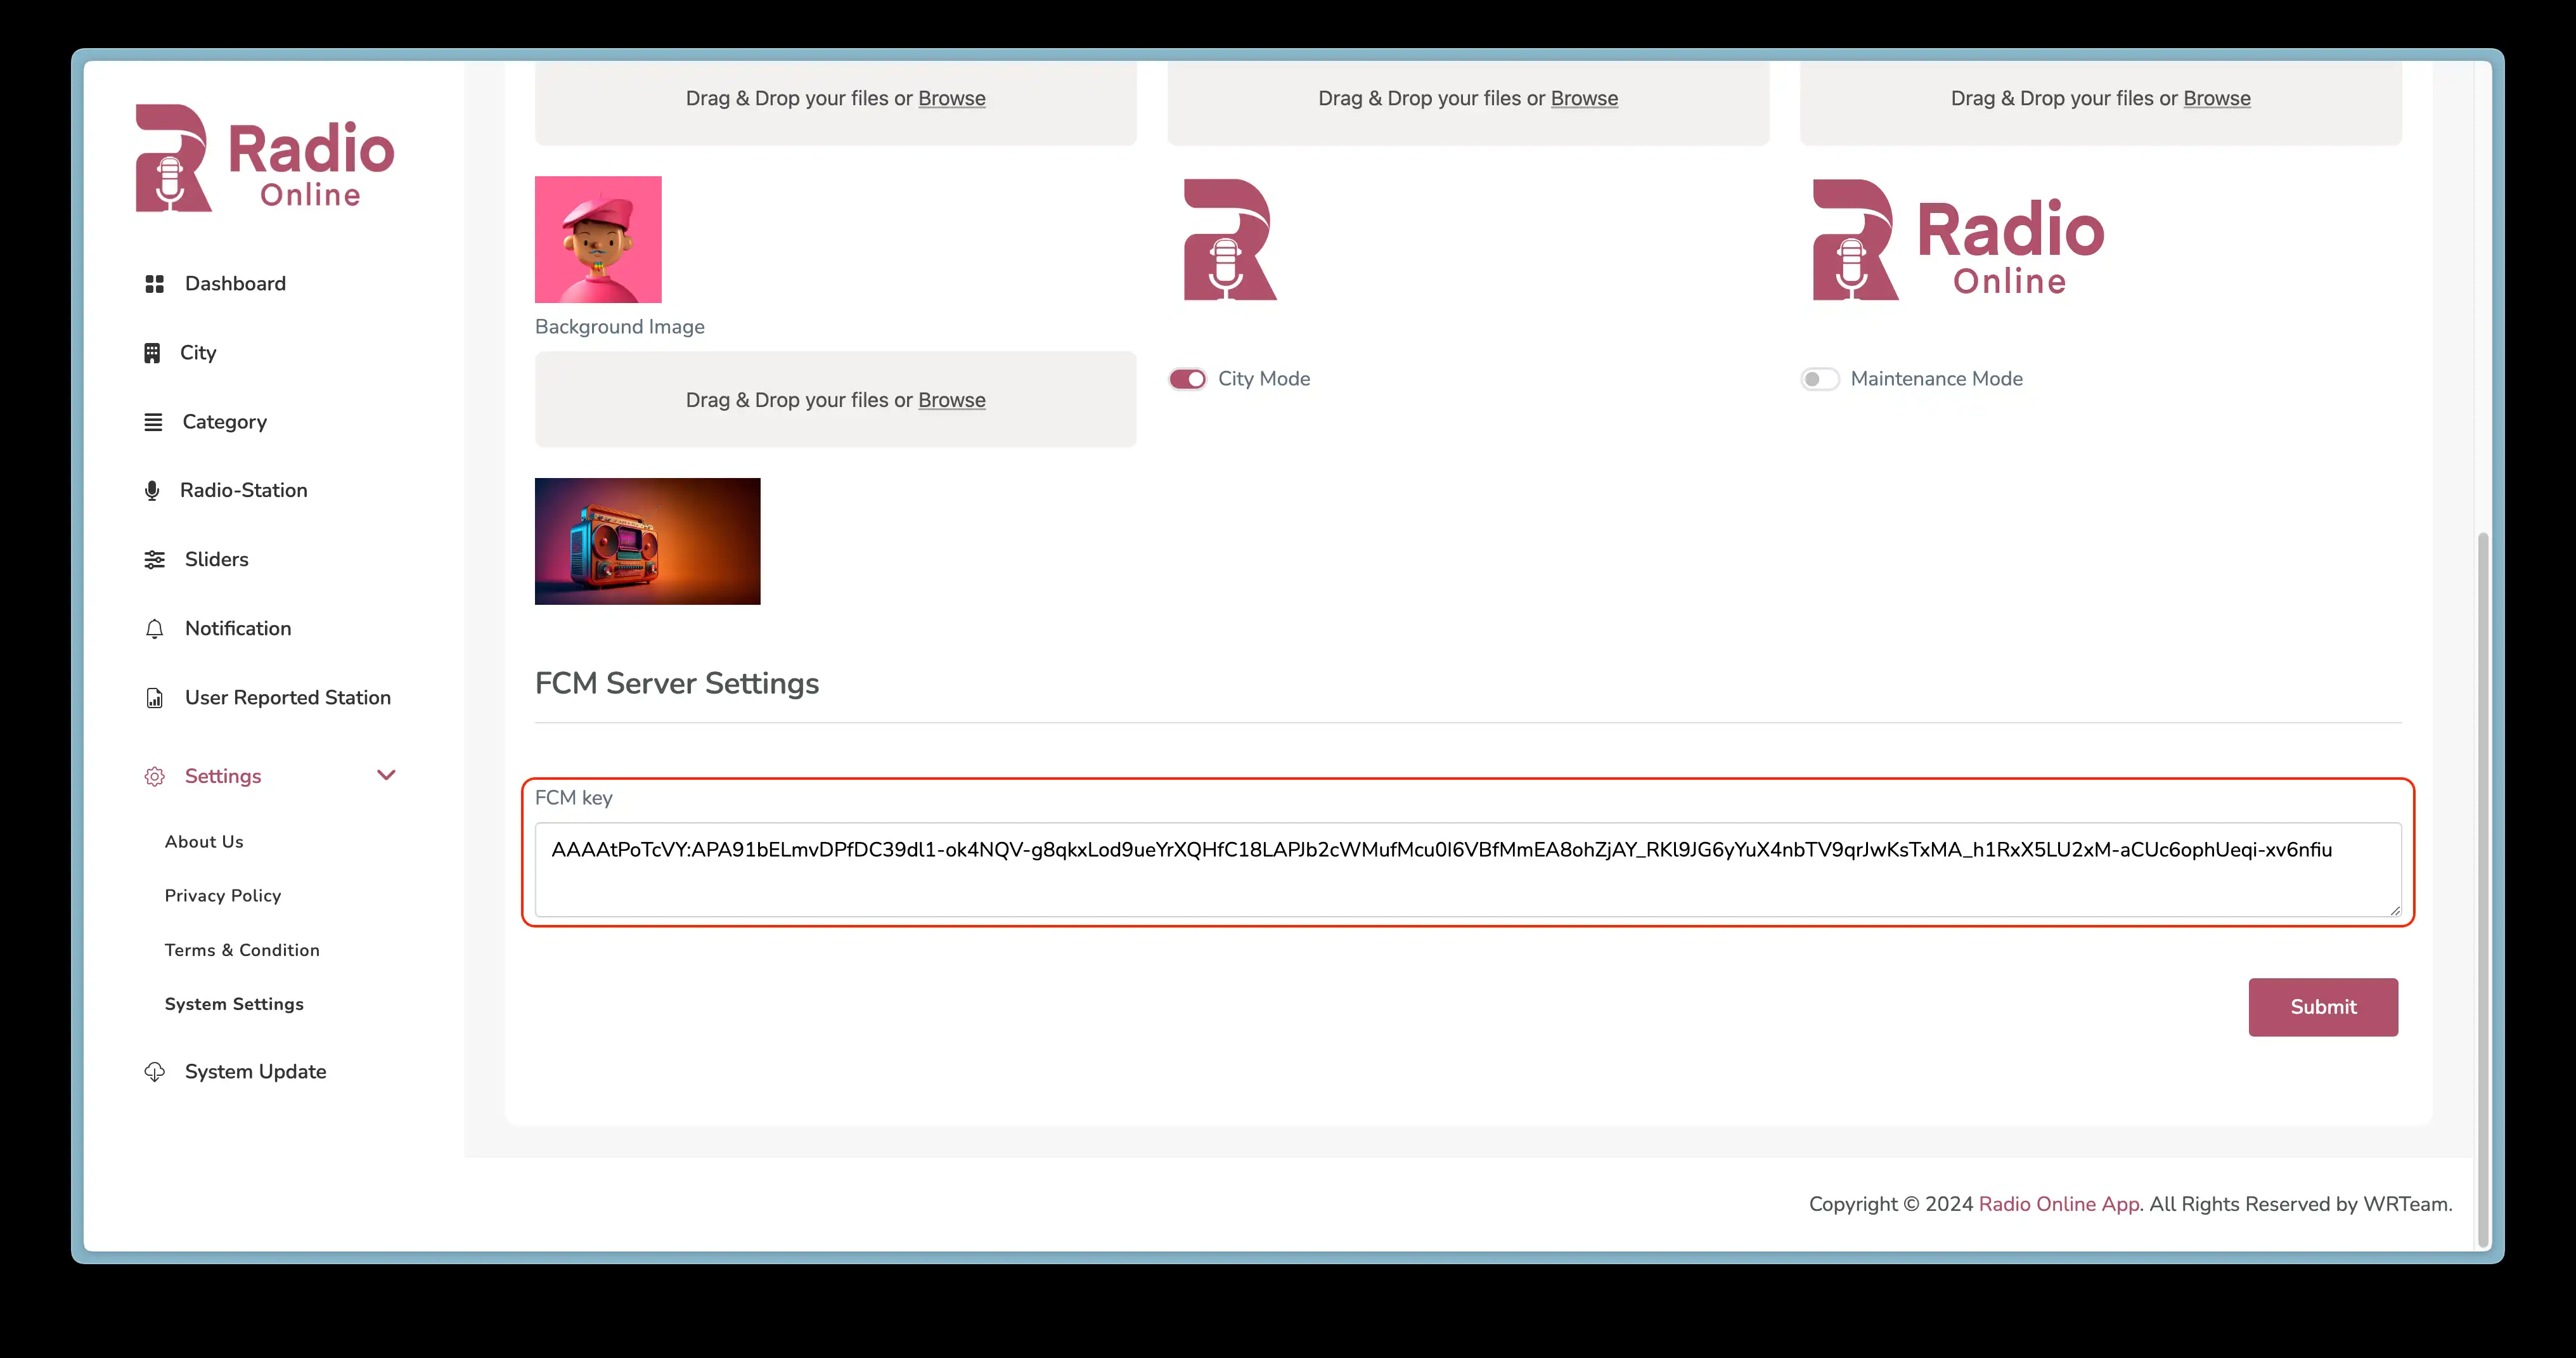 Radio
Online
Dashboard
City
Category
Radio-Station
Sliders
Notification
User Reported Station
Settings
About Us
Privacy Policy
Terms & Condition
System Settings
System Update
Drag & Drop your files or Browse
Drag & Drop your files or Browse
Drag & Drop your files or Browse
Radio
Online
Background Image
Drag & Drop your files or Browse
City Mode
Maintenance Mode
FCM Server Settings
FCM key
AAAAtPoTcVY:APA91bELmvDPfDC39dl1-ok4NQV-g8qkxLod9ueYrXQHfC18LAPJb2cWMufMcu0I6VBfMmEA8ohZjAY_RKl9JG6yYuX4nbTV9qrJwKsTxMA_h1RxX5LU2xM-aCUc6ophUeqi-xv6nfiu
Submit
Copyright © 2024 Radio Online App. All Rights Reserved by WRTeam.